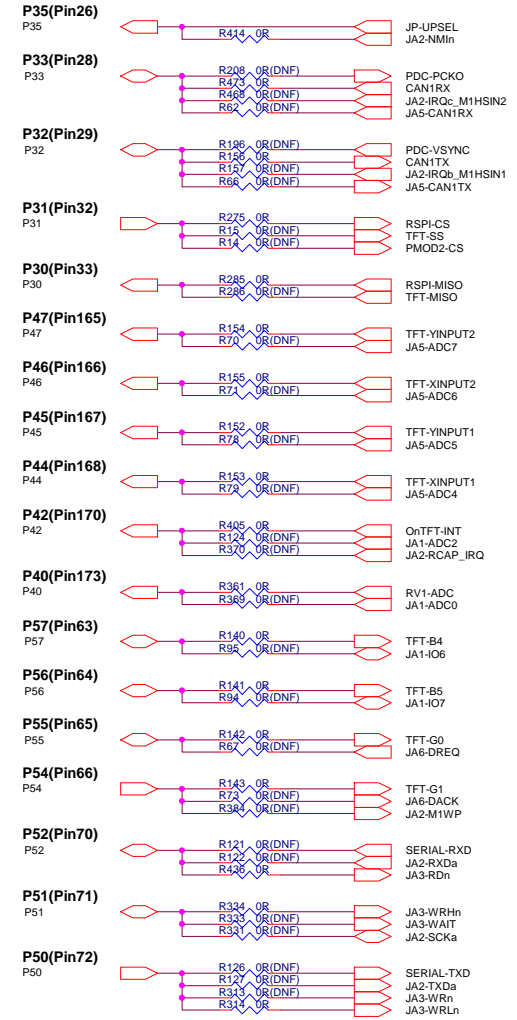 P35(Pin26)
P35
JP-UPSEL
R414 0R JA2-NMIn
P33(Pin28)
P33
R208 0R(DNF) PDC-PCKO
R473 0R CAN1RX
R468 0R(DNF) JA2-IRQc_M1HSIN2
R62 0R(DNF) JA5-CAN1RX
P32(Pin29)
P32
R196 0R(DNF) PDC-VSYNC
R156 0R CAN1TX
R157 0R(DNF) JA2-IRQb_M1HSIN1
R66 0R(DNF) JA5-CAN1TX
P31(Pin32)
P31
R275 0R RSPI-CS
R15 0R(DNF) TFT-SS
R14 0R(DNF) PMOD2-CS
P30(Pin33)
P30
R285 0R RSPI-MISO
R286 0R(DNF) TFT-MISO
P47(Pin165)
P47
R154 0R TFT-YINPUT2
R70 0R(DNF) JA5-ADC7
P46(Pin166)
P46
R155 0R TFT-XINPUT2
R71 0R(DNF) JA5-ADC6
P45(Pin167)
P45
R152 0R TFT-YINPUT1
R78 0R(DNF) JA5-ADC5
P44(Pin168)
P44
R153 0R TFT-XINPUT1
R79 0R(DNF) JA5-ADC4
P42(Pin170)
P42
R405 0R OnTFT-INT
R124 0R(DNF) JA1-ADC2
R370 0R(DNF) JA2-RCAP_IRQ
P40(Pin173)
P40
R361 0R RV1-ADC
R369 0R(DNF) JA1-ADC0
P57(Pin63)
P57
R140 0R TFT-B4
R95 0R(DNF) JA1-IO6
P56(Pin64)
P56
R141 0R TFT-B5
R94 0R(DNF) JA1-IO7
P55(Pin65)
P55
R142 0R TFT-G0
R67 0R(DNF) JA6-DREQ
P54(Pin66)
P54
R143 0R TFT-G1
R73 0R(DNF) JA6-DACK
R384 0R(DNF) JA2-M1WP
P52(Pin70)
P52
R121 0R(DNF) SERIAL-RXD
R122 0R(DNF) JA2-RXDa
R436 0R JA3-RDn
P51(Pin71)
P51
R334 0R JA3-WRHn
R333 0R(DNF) JA3-WAIT
R331 0R(DNF) JA2-SCKa
P50(Pin72)
P50
R126 0R(DNF) SERIAL-TXD
R127 0R(DNF) JA2-TXDa
R313 0R(DNF) JA3-WRn
R314 0R JA3-WRLn